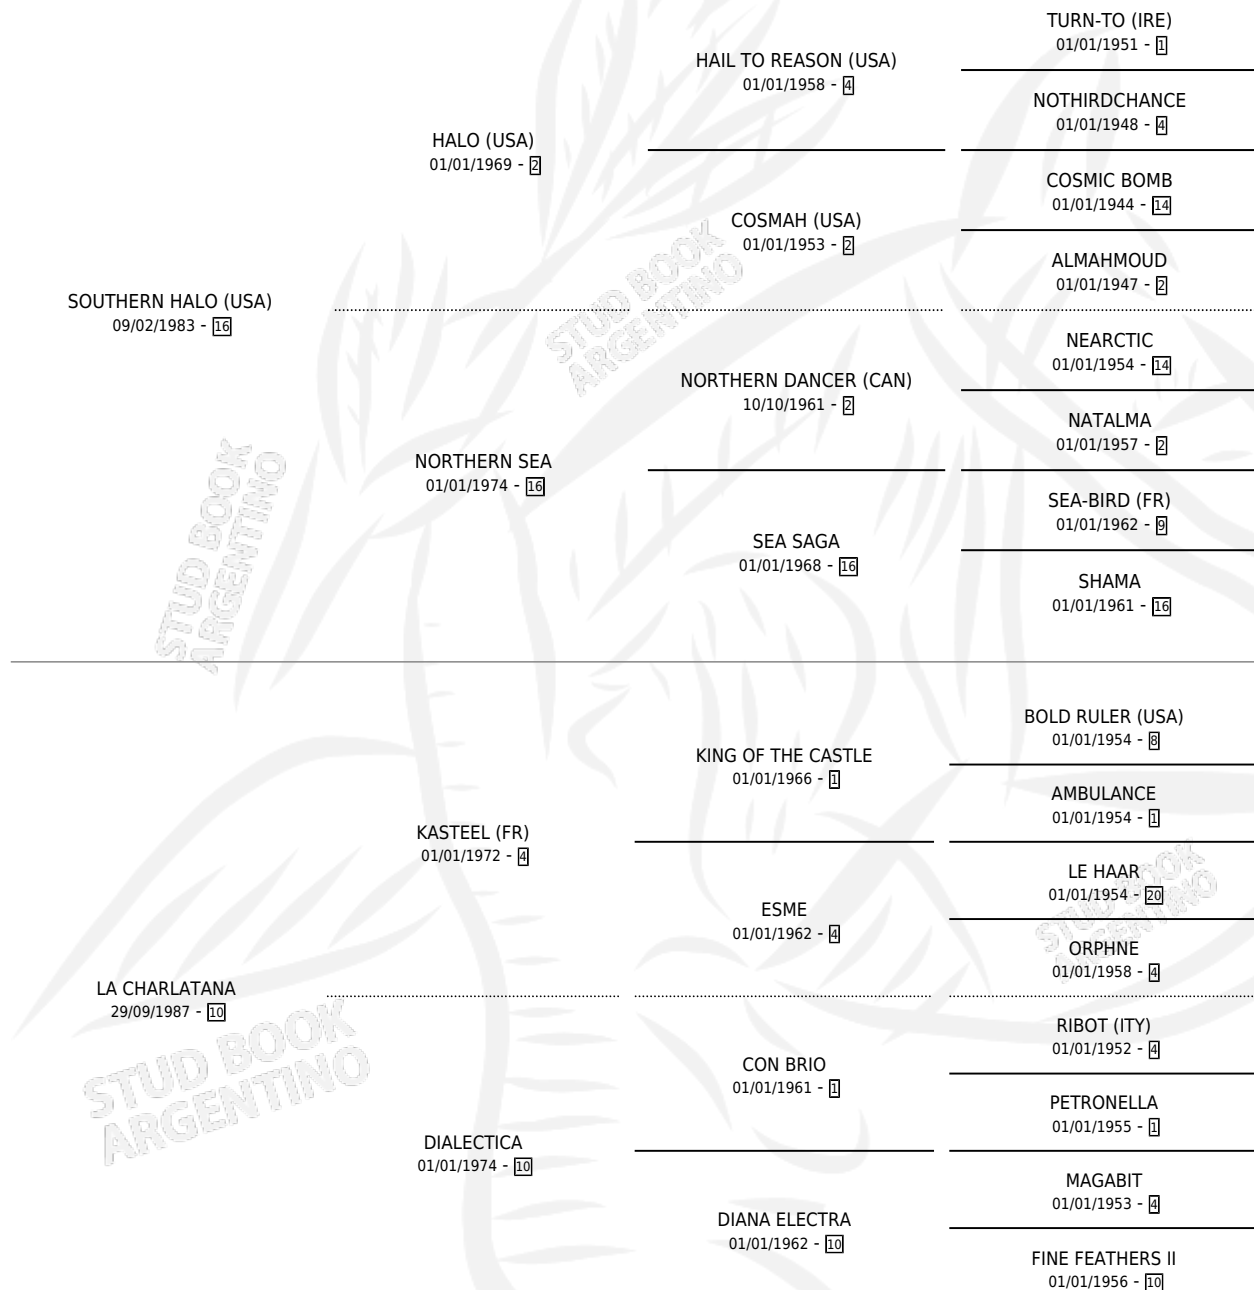 TURN-TO (IRE)
01/01/1951 - 1
HAIL TO REASON (USA)
01/01/1958 - 4
NOTHIRDCHANCE
01/01/1948 - 4
HALO (USA)
01/01/1969 - 2
COSMIC BOMB
01/01/1944 - 14
COSMAH (USA)
01/01/1953 - 2
ALMAHMOUD
01/01/1947 - 2
SOUTHERN HALO (USA)
09/02/1983 - 16
NEARCTIC
01/01/1954 - 14
NORTHERN DANCER (CAN)
10/10/1961 - 2
NATALMA
01/01/1957 - 2
NORTHERN SEA
01/01/1974 - 16
SEA-BIRD (FR)
01/01/1962 - 9
SEA SAGA
01/01/1968 - 16
SHAMA
01/01/1961 - 16
BOLD RULER (USA)
01/01/1954 - 8
KING OF THE CASTLE
01/01/1966 - 1
AMBULANCE
01/01/1954 - 1
KASTEEL (FR)
01/01/1972 - 4
LE HAAR
01/01/1954 - 20
ESME
01/01/1962 - 4
ORPHNE
01/01/1958 - 4
LA CHARLATANA
29/09/1987 - 10
RIBOT (ITY)
01/01/1952 - 4
CON BRIO
01/01/1961 - 1
PETRONELLA
01/01/1955 - 1
DIALECTICA
01/01/1974 - 10
MAGABIT
01/01/1953 - 4
DIANA ELECTRA
01/01/1962 - 10
FINE FEATHERS II
01/01/1956 - 10
STUD BOOK
ARGENTINO
STUD BOOK
ARGENTINO
STUD BOOK
ARGENTINO
STUD BOOK
ARGENTINO